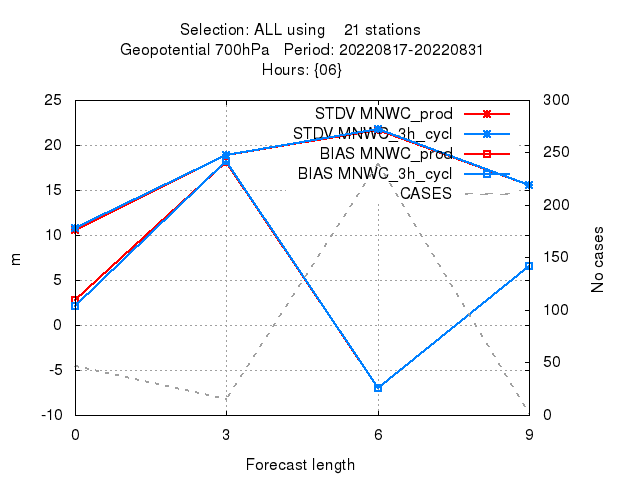 Selection: ALL using    21 stations
Geopotential 700hPa   Period: 20220817-20220831
Hours: {06}
25
20
15
10
5
0
-5
-10
m
STDV MNWC_prod
STDV MNWC_3h_cycl
BIAS MNWC_prod
BIAS MNWC_3h_cycl
CASES
300
250
200
150
100
50
0
No cases
0 3 6 9
Forecast length